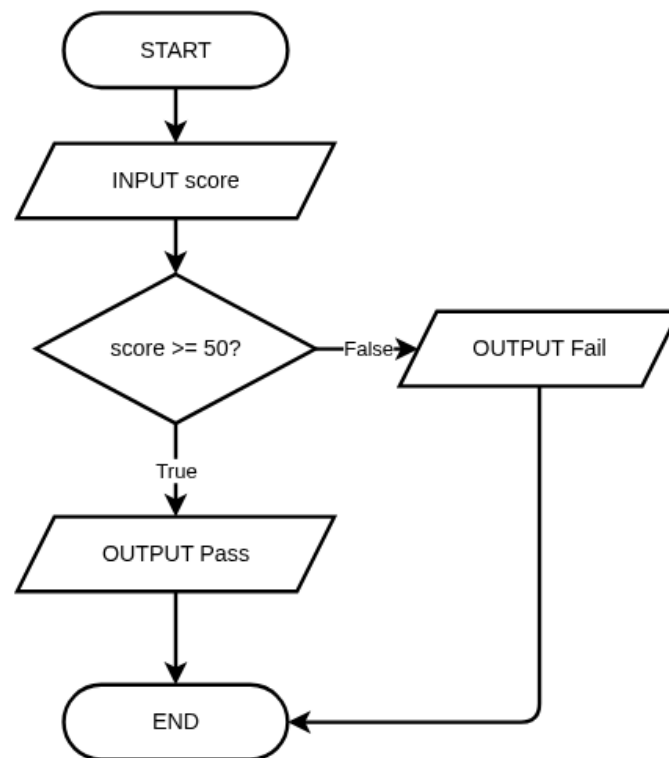 START
INPUT score
score >= 50?
False
OUTPUT Fail
True
OUTPUT Pass
END